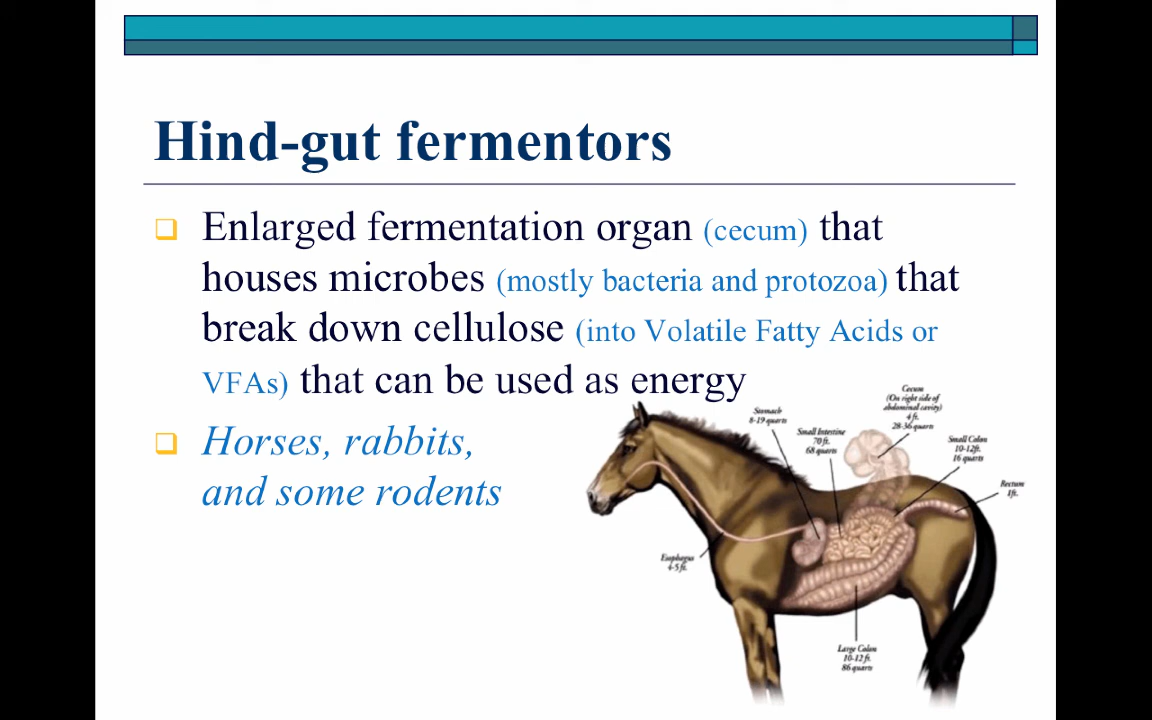 Hind-gut fermentors
❑ Enlarged fermentation organ (cecum) that
houses microbes (mostly bacteria and protozoa) that
break down cellulose (into Volatile Fatty Acids or
VFAs) that can be used as energy
❑ Horses, rabbits,
and some rodents
Cecum
(On right side of
abdominal cavity)
4 ft.
28-36 quarts
Stomach
8-19 quarts
Small Intestine
70 ft.
68 quarts
Small Colon
10-12ft.
16 quarts
Rectum
1ft.
Esophagus
4-5 ft.
Large Colon
10-12 ft.
86 quarts